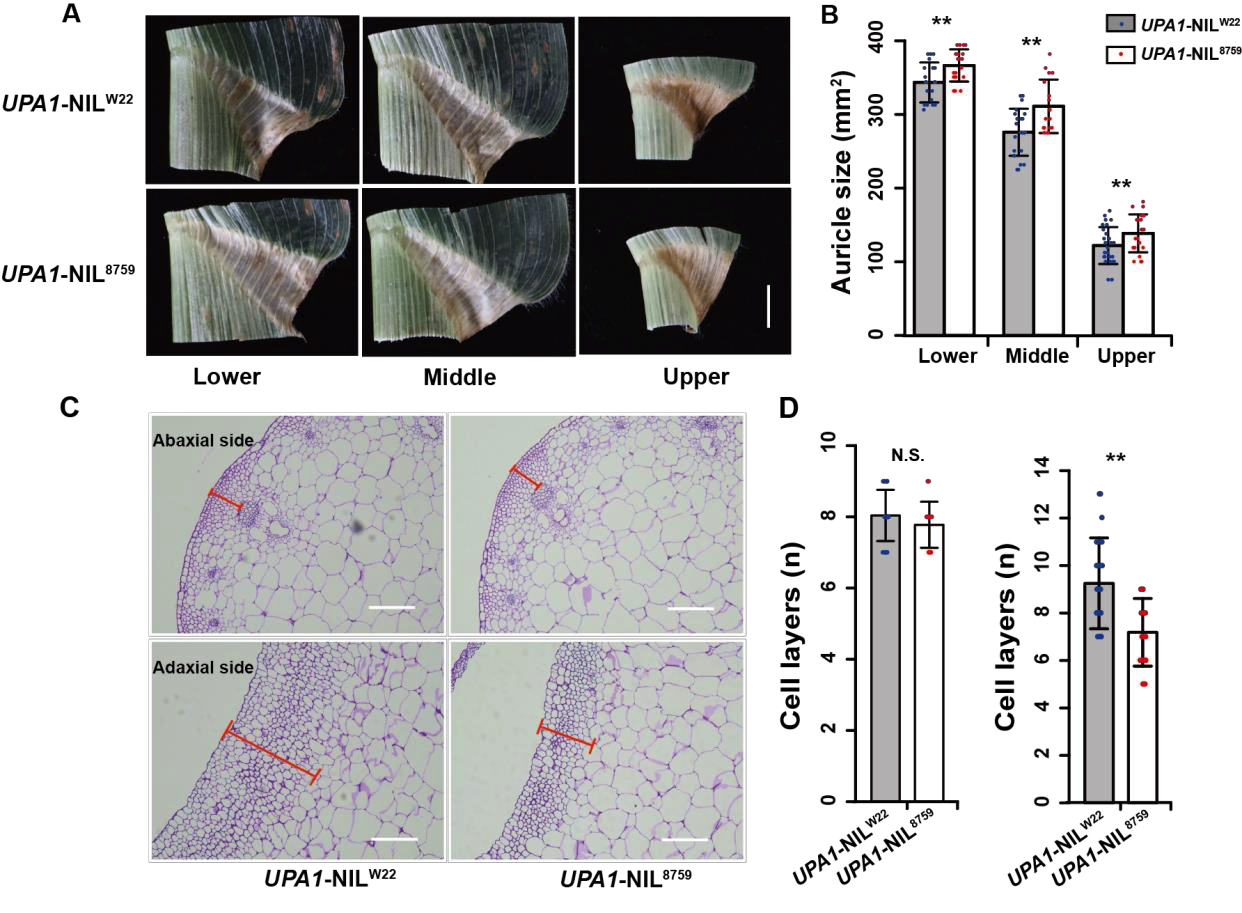 A
UPA1-NILW22
UPA1-NIL8759
Lower
Middle
Upper
B
UPA1-NILW22
UPA1-NIL8759
Auricle size (mm2)
400
300
200
100
0
**
**
**
Lower
Middle
Upper
C
Abaxial side
Adaxial side
UPA1-NILW22
UPA1-NIL8759
D
Cell layers (n)
10
8
6
4
2
0
N.S.
UPA1-NILW22
UPA1-NIL8759
Cell layers (n)
14
12
10
8
6
4
2
0
**
UPA1-NILW22
UPA1-NIL8759